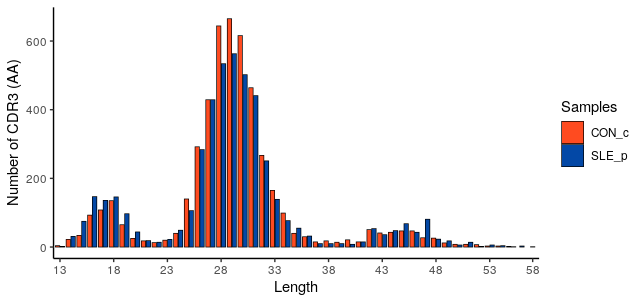 Number of CDR3 (AA)
600
400
200
0
13 18 23 28 33 38 43 48 53 58
Length
Samples
CON_c
SLE_p